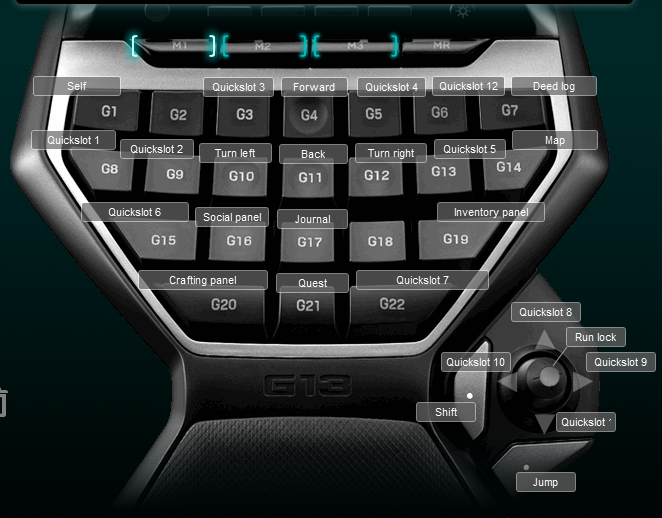 M1 M2 M3 MR
Self Quickslot 3 Forward Quickslot 4 Quickslot 12 Deed log
G1 G2 G3 G4 G5 G6 G7
Quickslot 1 Quickslot 2 Turn left Back Turn right Quickslot 5 Map
G8 G9 G10 G11 G12 G13 G14
Quickslot 6 Social panel Journal Inventory panel
G15 G16 G17 G18 G19
Crafting panel Quest Quickslot 7
G20 G21 G22
Quickslot 8
Run lock
Quickslot 10 Quickslot 9
G13
Shift
Quickslot
Jump